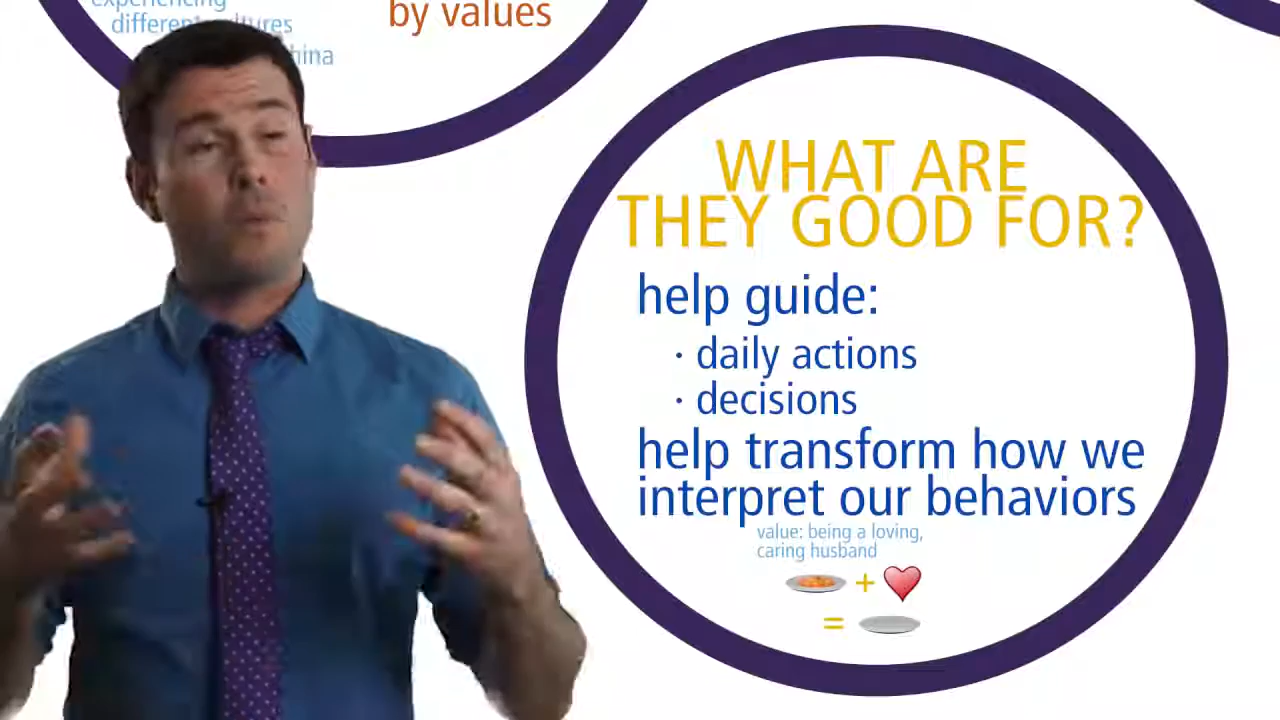 experiencing
different cultures
by values
WHAT ARE
THEY GOOD FOR?
help guide:
· daily actions
· decisions
help transform how we
interpret our behaviors
value: being a loving,
caring husband
+
=